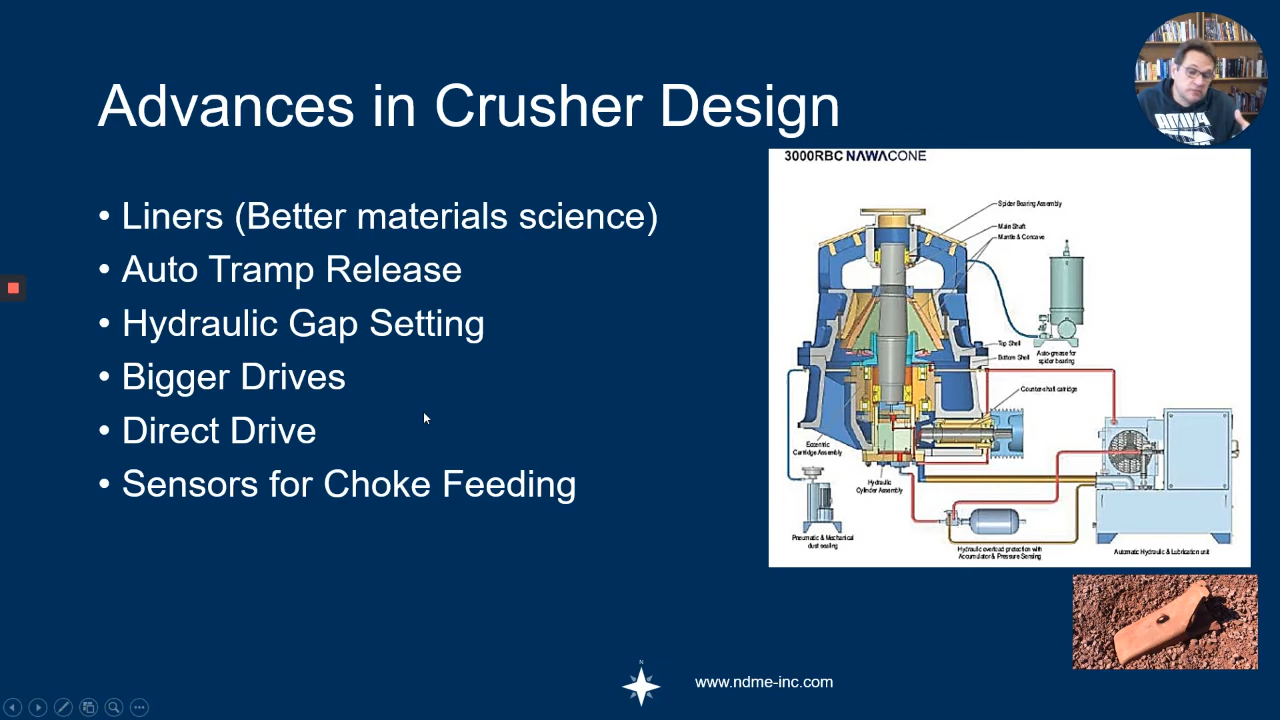 Advances in Crusher Design
• Liners (Better materials science)
• Auto Tramp Release
• Hydraulic Gap Setting
• Bigger Drives
• Direct Drive
• Sensors for Choke Feeding
3000RBC NAWACONE
Spider Bearing Assembly
Main Shaft
Mantle & Concave
Top Shell
Bottom Shell
Auto-grease for
spider bearing
Counter-shaft cartridge
Eccentric
Cartridge Assembly
Hydraulic
Cylinder Assembly
Pneumatic & Mechanical
dust sealing
Hydraulic overload protection with
Accumulator & Pressure Sensing
Automatic Hydraulic & Lubrication unit
N
www.ndme-inc.com